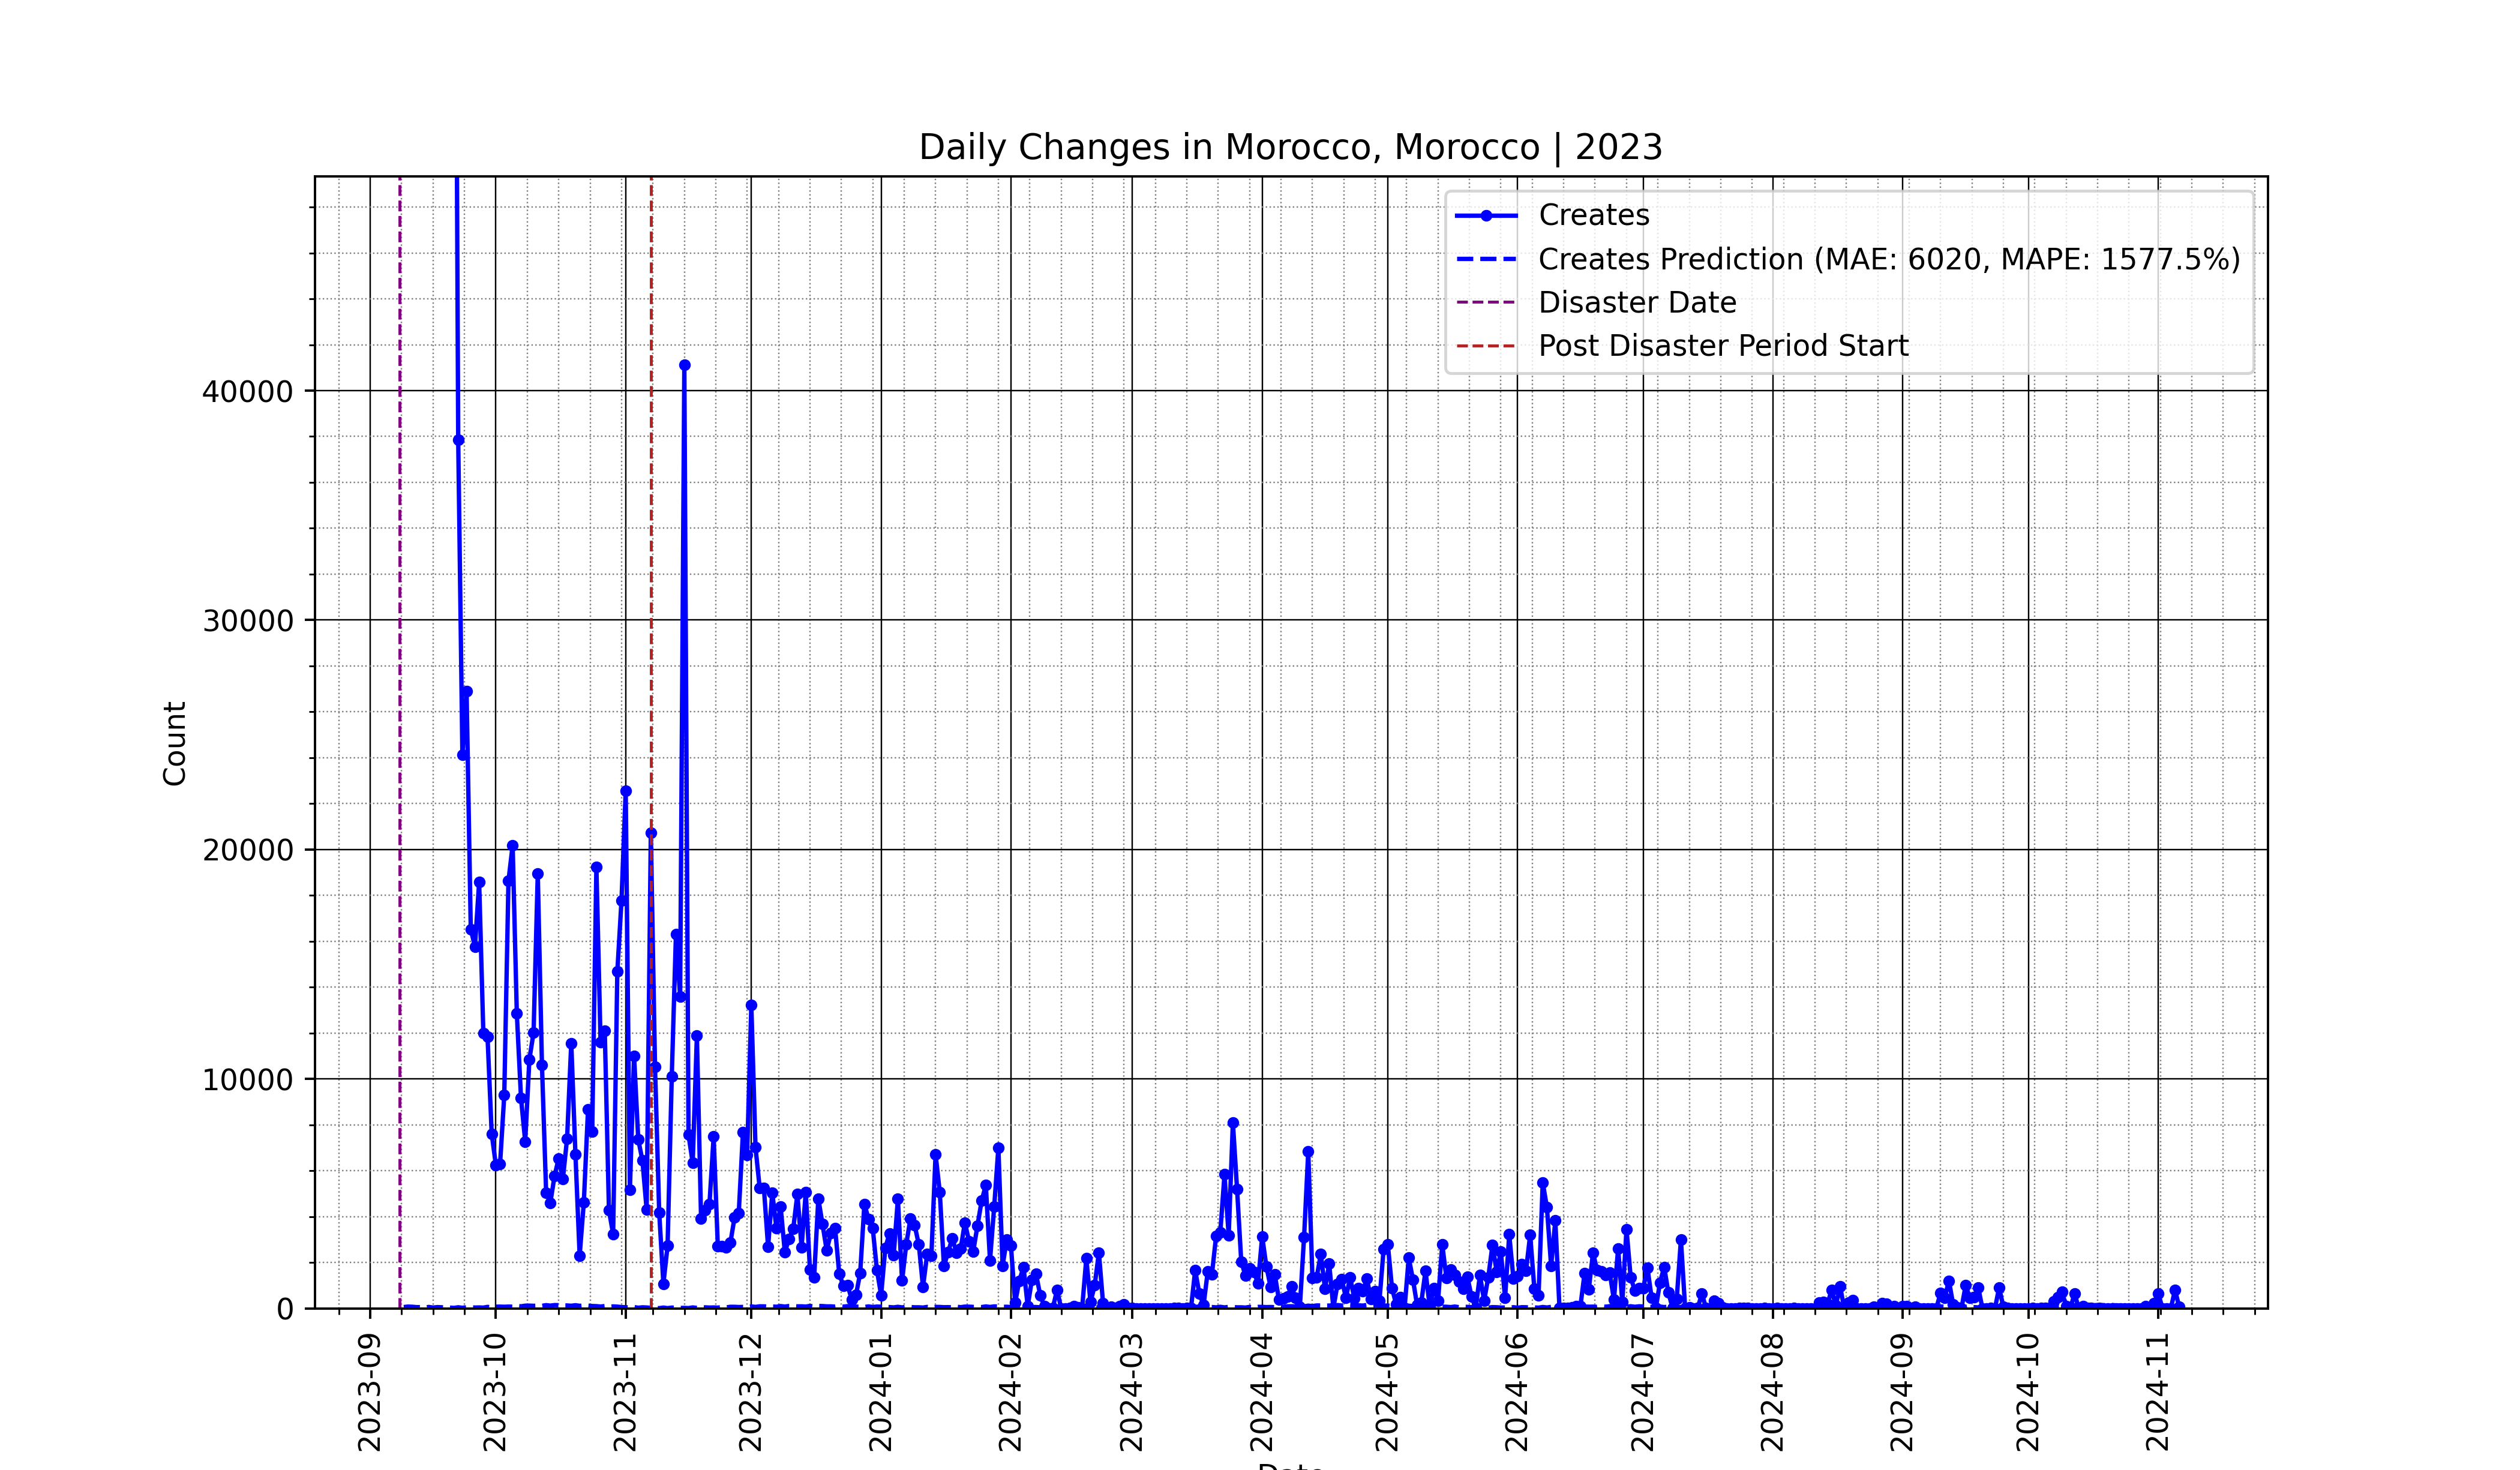 Daily Changes in Morocco, Morocco | 2023
Creates
Creates Prediction (MAE: 6020, MAPE: 1577.5%)
Disaster Date
Post Disaster Period Start
Count
40000
30000
20000
10000
0
2023-09
2023-10
2023-11
2023-12
2024-01
2024-02
2024-03
2024-04
2024-05
2024-06
2024-07
2024-08
2024-09
2024-10
2024-11
Date